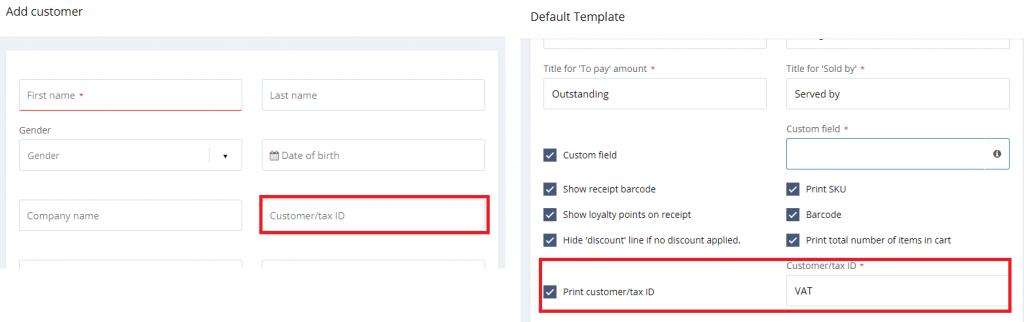 Add customer
First name *
Last name
Gender
Gender
Date of birth
Company name
Customer/tax ID
Default Template
Title for 'To pay' amount *
Title for 'Sold by' *
Outstanding
Served by
Custom field *
Custom field
Show receipt barcode
Print SKU
Show loyalty points on receipt
Barcode
Hide 'discount' line if no discount applied.
Print total number of items in cart
Customer/tax ID *
Print customer/tax ID
VAT